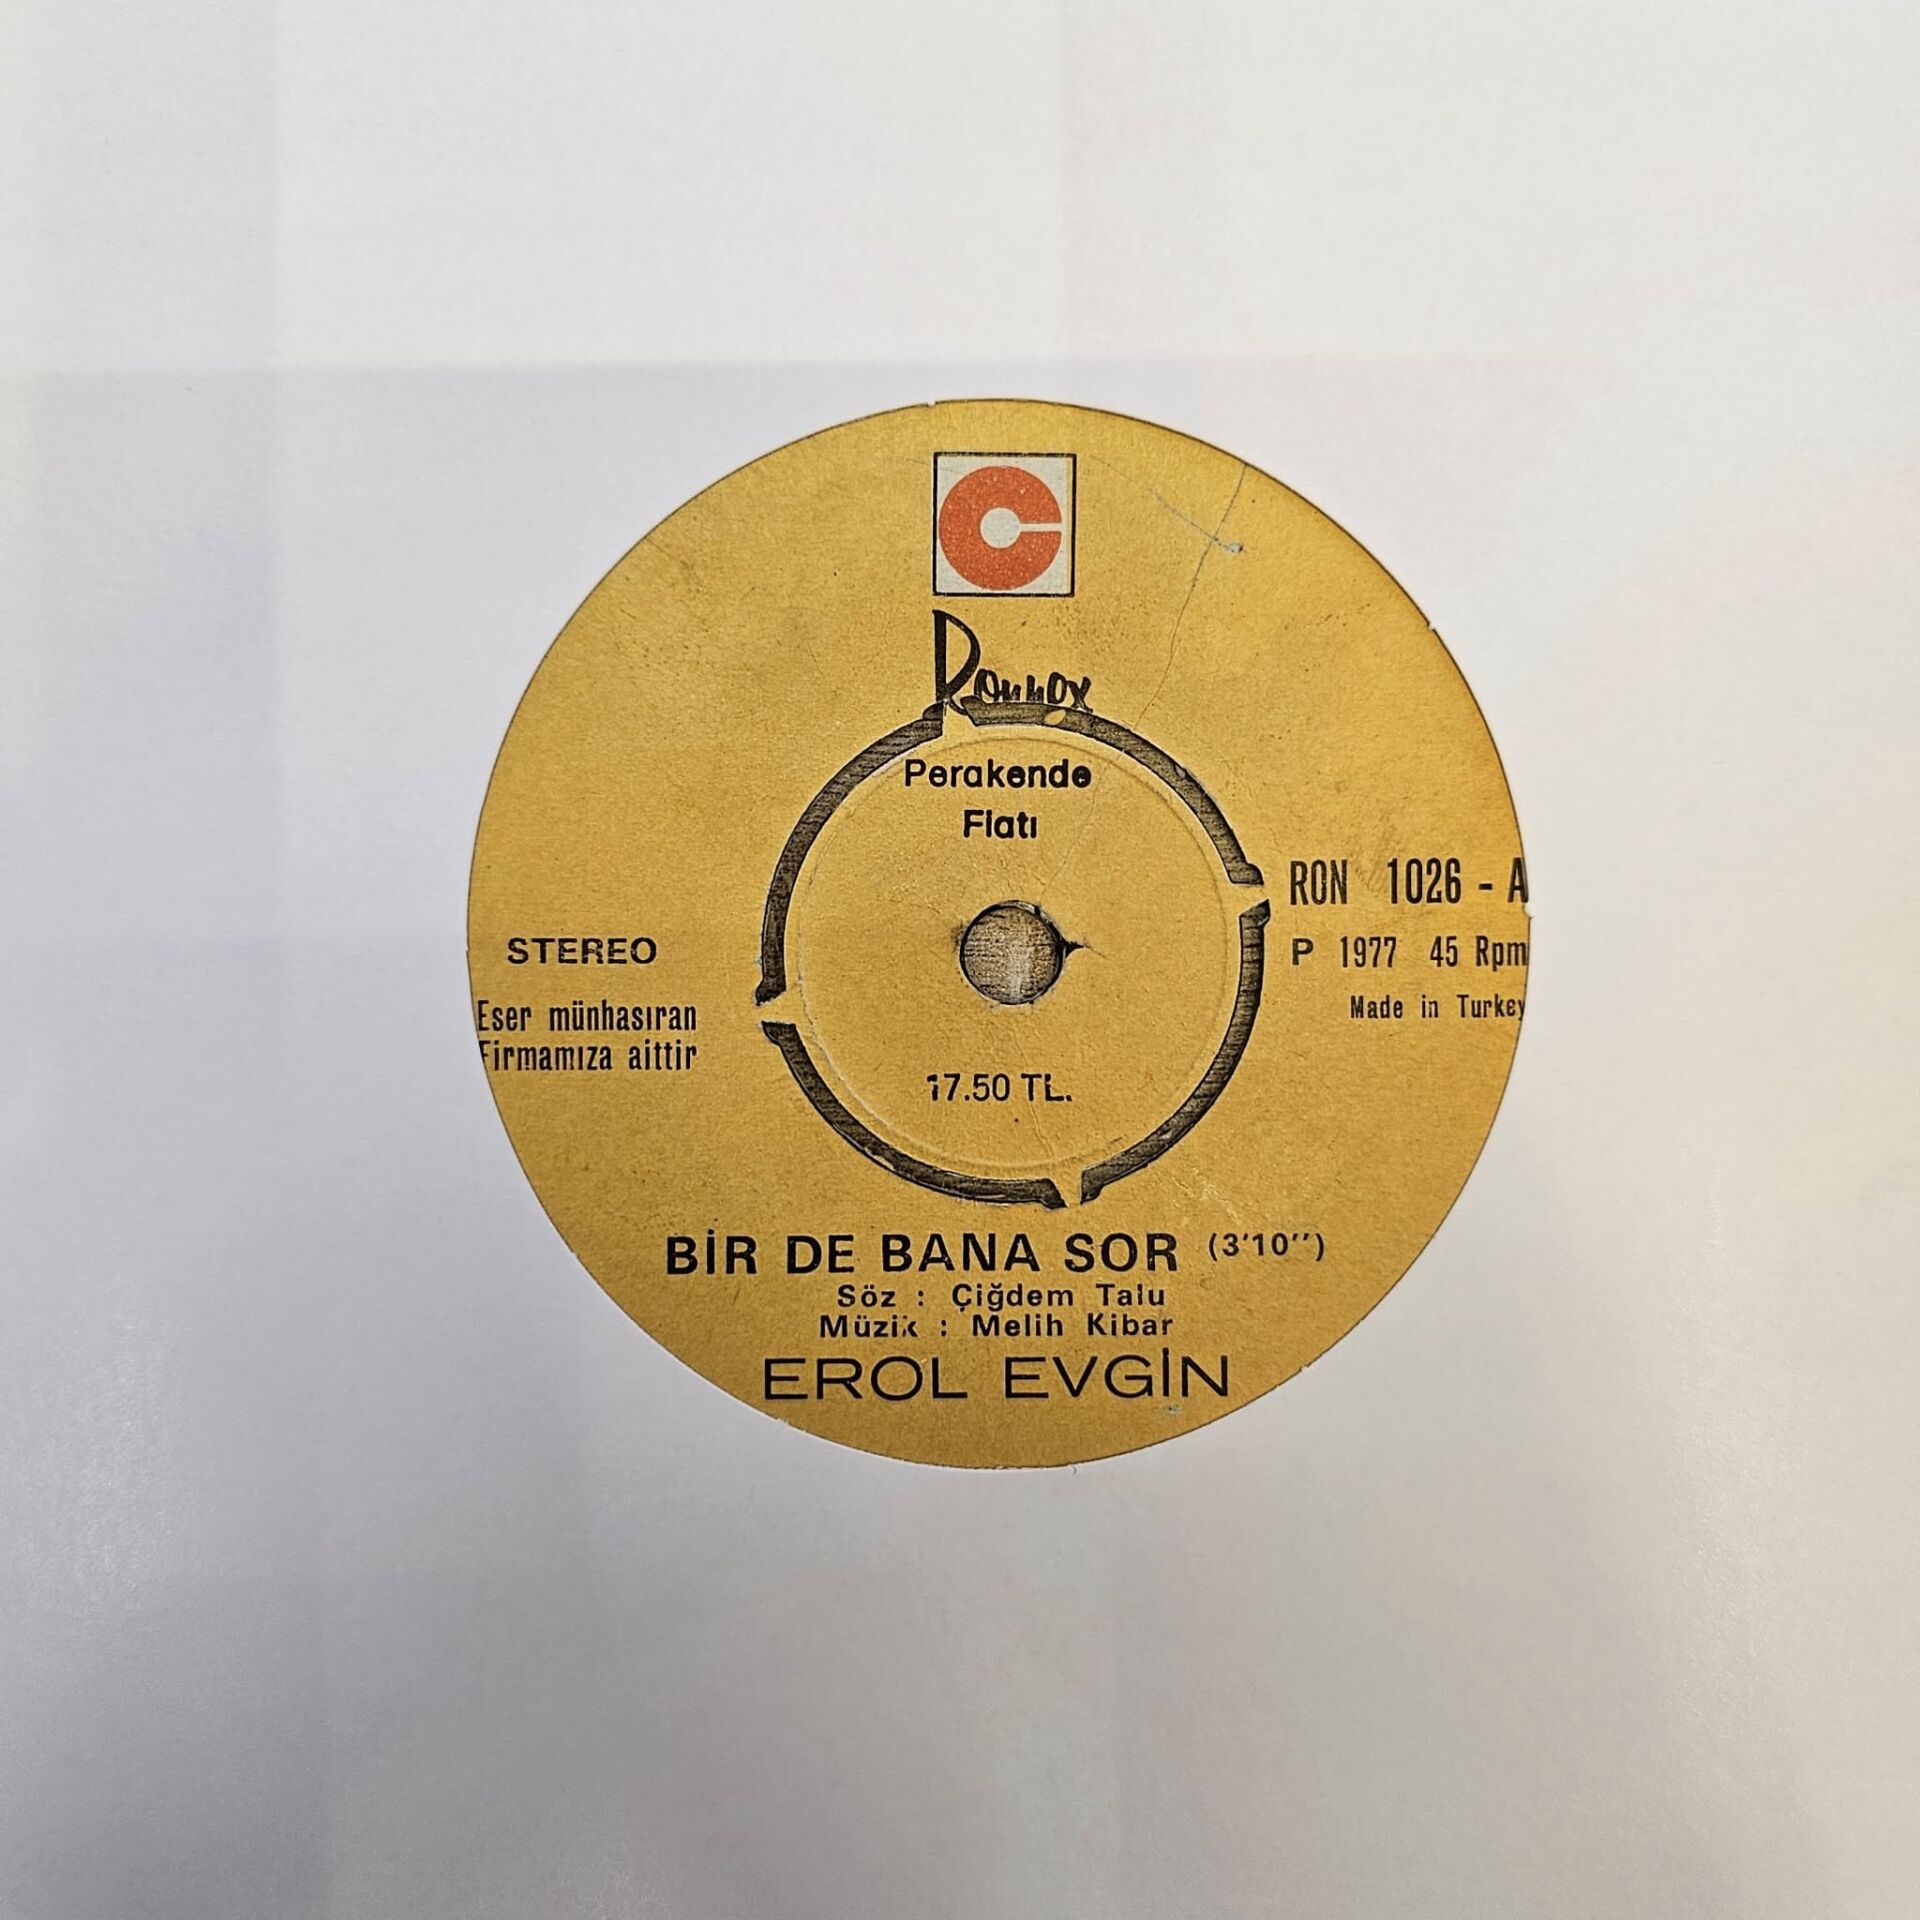 Ronnex
Perakende
Fiatı
RON 1026 - A
STEREO
P 1977 45 Rpm
Made in Turkey
Eser münhasıran
Firmamıza aittir
17.50 TL.
BİR DE BANA SOR (3'10'')
Söz : Çiğdem Talu
Müzik : Melih Kibar
EROL EVGİN